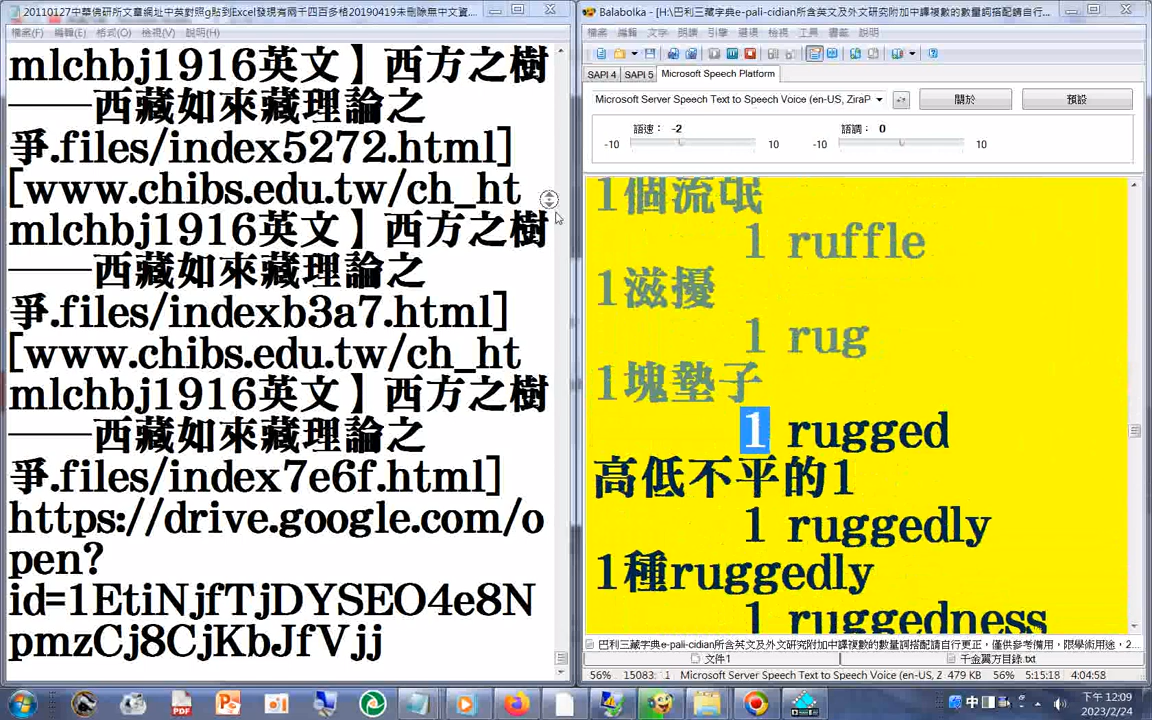 20110127中華佛研所文章網址中英對照g貼到Excel發現有兩千四百多格20190419未刪除無中文資...
檔案(F) 編輯(E) 格式(O) 檢視(V) 說明(H)
mlchbj1916英文】西方之樹
——西藏如來藏理論之
爭.files/index5272.html]
[www.chibs.edu.tw/ch_ht
mlchbj1916英文】西方之樹
——西藏如來藏理論之
爭.files/indexb3a7.html]
[www.chibs.edu.tw/ch_ht
mlchbj1916英文】西方之樹
——西藏如來藏理論之
爭.files/index7e6f.html]
https://drive.google.com/o
pen?
id=1EtiNjfTjDYSEO4e8N
pmzCj8CjKbJfVjj
Balabolka - [H:\巴利三藏字典e-pali-cidian所含英文及外文研究附加中譯複數的數量詞搭配請自行...
檔案 編輯 文字 朗讀 引擎 選項 檢視 工具 書籤 說明
SAPI 4 SAPI 5 Microsoft Speech Platform
Microsoft Server Speech Text to Speech Voice (en-US, ZiraP
關於 預設
語速： -2 語調： 0
-10 10 -10 10
1個流氓
1 ruffle
1滋擾
1 rug
1塊墊子
1 rugged
高低不平的1
1 ruggedly
1種ruggedly
1 ruggedness
巴利三藏字典e-pali-cidian所含英文及外文研究附加中譯複數的數量詞搭配請自行更正，僅供參考備用，限學術用途，2...
文件1 千金翼方目錄.txt
56% 15083: 1 Microsoft Server Speech Text to Speech Voice (en-US, Z 479 KB 56% 5:15:18 4:04:58
中
下午 12:09
2023/2/24